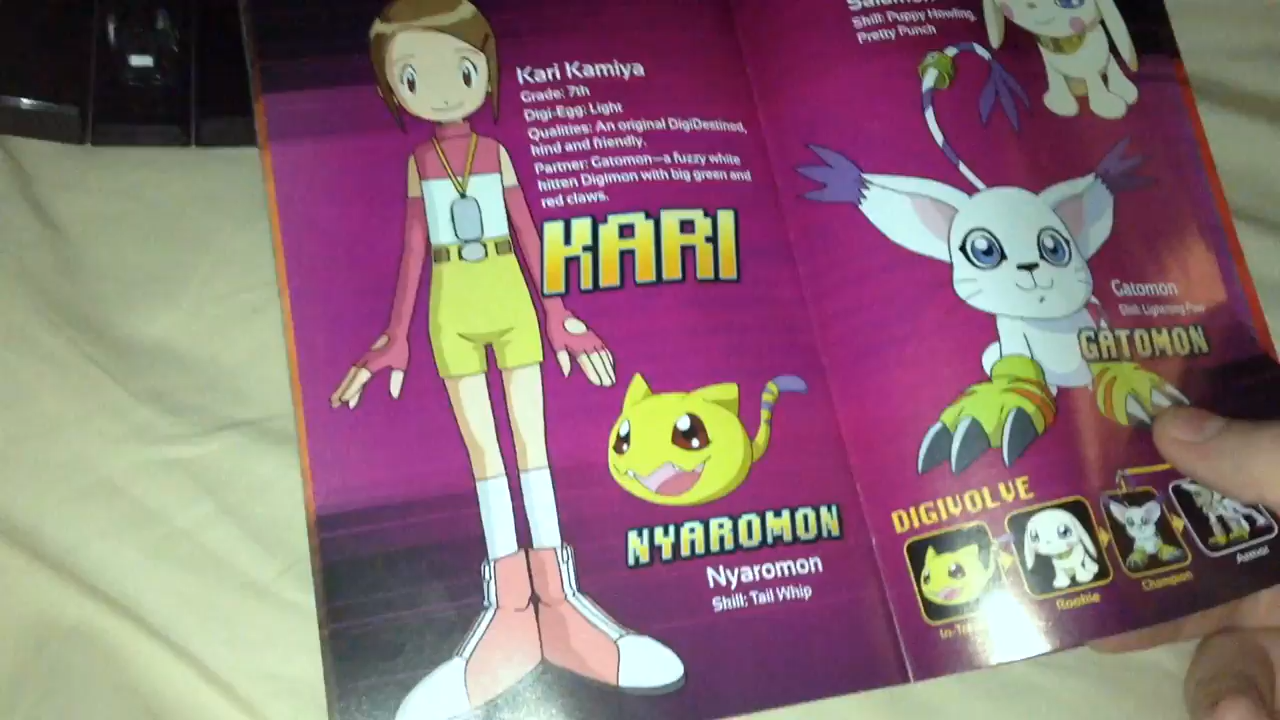 Kari Kamiya
Grade: 7th
Digi-Egg: Light
Qualities: An original DigiDestined,
kind and friendly.
Partner: Gatomon—a fuzzy white
kitten Digimon with big green and
red claws.
KARI
NYAROMON
Nyaromon
Skill: Tail Whip
Skill: Puppy Howling,
Pretty Punch
Gatomon
Skill: Lightning Paw
GATOMON
DIGIVOLVE
Rookie
Champion
Armor